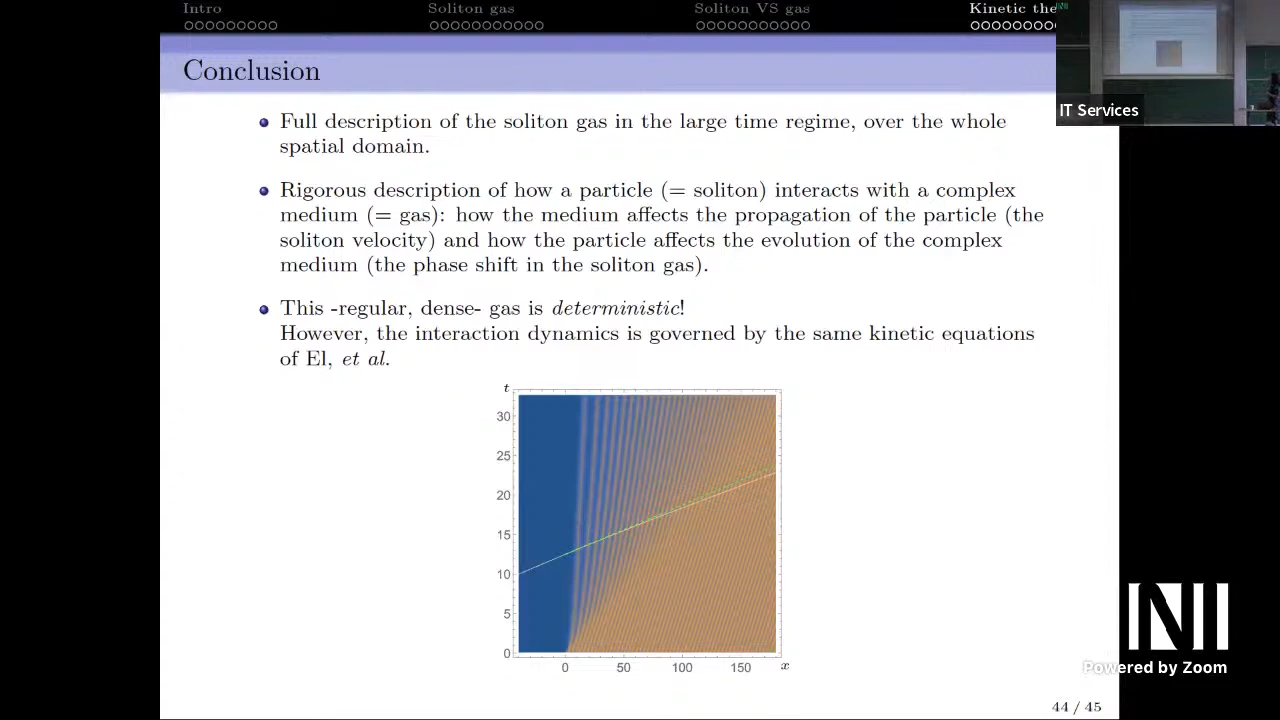 Intro
Soliton gas
Soliton VS gas
Kinetic the
IT Services
Conclusion
Full description of the soliton gas in the large time regime, over the whole
spatial domain.
Rigorous description of how a particle (= soliton) interacts with a complex
medium (= gas): how the medium affects the propagation of the particle (the
soliton velocity) and how the particle affects the evolution of the complex
medium (the phase shift in the soliton gas).
This -regular, dense- gas is deterministic!
However, the interaction dynamics is governed by the same kinetic equations
of El, et al.
t
30
25
20
15
10
5
0
0 50 100 150 x
Powered by Zoom
44 / 45